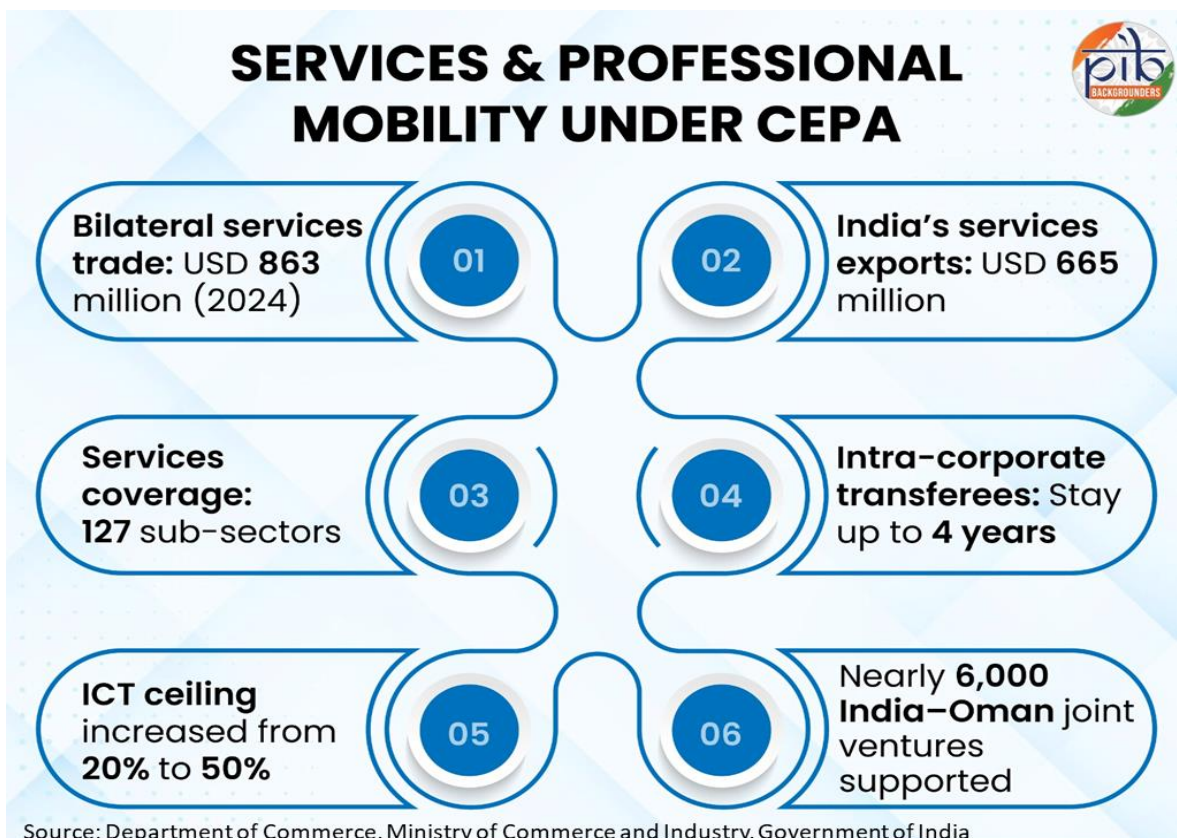 SERVICES & PROFESSIONAL
MOBILITY UNDER CEPA
pib
BACKGROUNDERS
Bilateral services
trade: USD 863
million (2024)
01
02
India’s services
exports: USD 665
million
Services
coverage:
127 sub-sectors
03
04
Intra-corporate
transferees: Stay
up to 4 years
ICT ceiling
increased from
20% to 50%
05
06
Nearly 6,000
India–Oman joint
ventures
supported
Source: Department of Commerce, Ministry of Commerce and Industry, Government of India